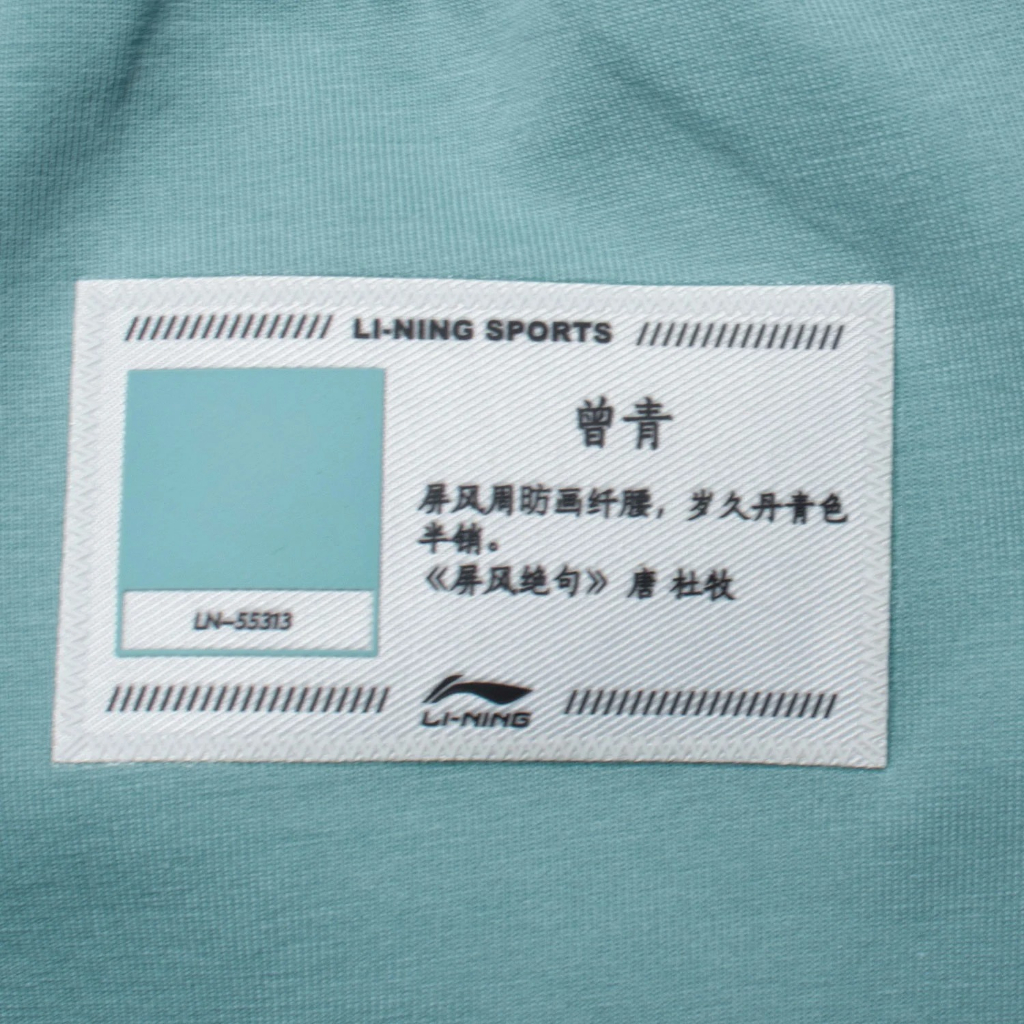 LI-NING SPORTS
曾青
屏风周昉画纤腰，岁久丹青色
半销。
《屏风绝句》 唐 杜牧
LN-55313
LI-NING